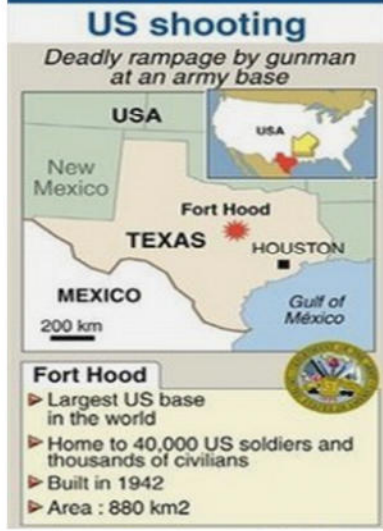 US shooting
Deadly rampage by gunman
at an army base
USA
USA
New
Mexico
Fort Hood
TEXAS
HOUSTON
MEXICO
Gulf of
México
200 km
Fort Hood
Largest US base
in the world
Home to 40,000 US soldiers and
thousands of civilians
Built in 1942
Area : 880 km2